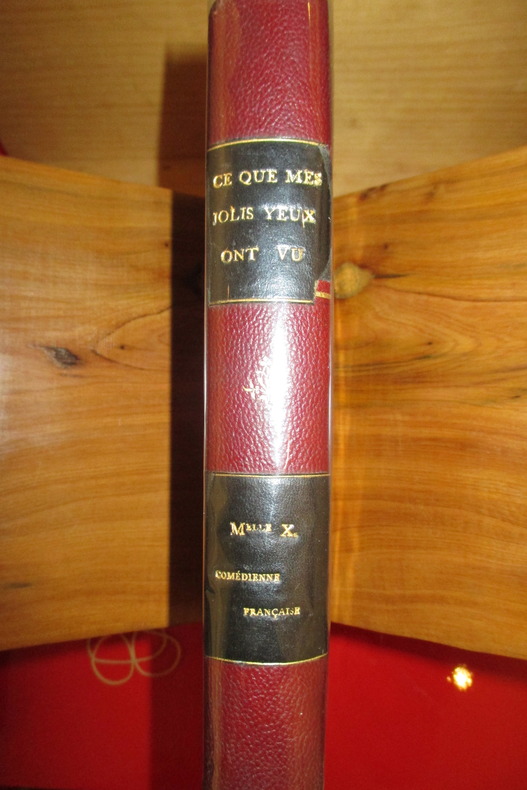 CE QUE MES
JOLIS YEUX
ONT VU
MELLE X.
COMÉDIENNE
FRANÇAISE